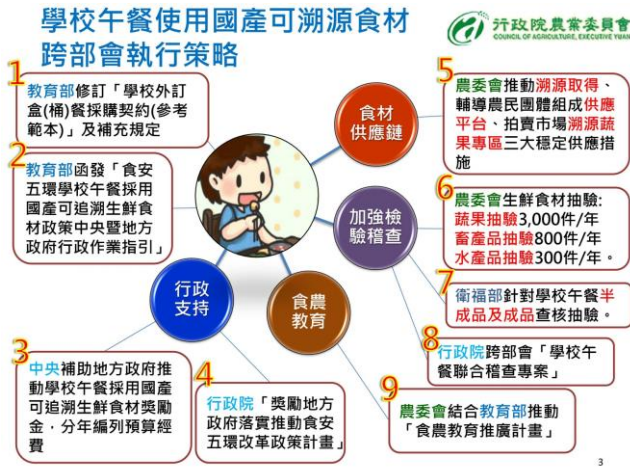 學校午餐使用國產可溯源食材
跨部會執行策略
行政院農業委員會
COUNCIL OF AGRICULTURE, EXECUTIVE YUAN
1
教育部修訂「學校外訂
盒(桶)餐採購契約(參考
範本)」及補充規定
2
教育部函發「食安
五環學校午餐採用
國產可追溯生鮮食
材政策中央暨地方
政府行政作業指引」
3
中央補助地方政府推
動學校午餐採用國產
可追溯生鮮食材獎勵
金，分年編列預算經
費
4
行政院「獎勵地方
政府落實推動食安
五環改革政策計畫」
行政
支持
食農
教育
加強檢
驗稽查
食材
供應鏈
5
農委會推動溯源取得、
輔導農民團體組成供應
平台、拍賣市場溯源蔬
果專區三大穩定供應措
施
6
農委會生鮮食材抽驗:
蔬果抽驗3,000件/年
畜產品抽驗800件/年
水產品抽驗300件/年。
7
衛福部針對學校午餐半
成品及成品查核抽驗。
8
行政院跨部會「學校午
餐聯合稽查專案」
9
農委會結合教育部推動
「食農教育推廣計畫」
3